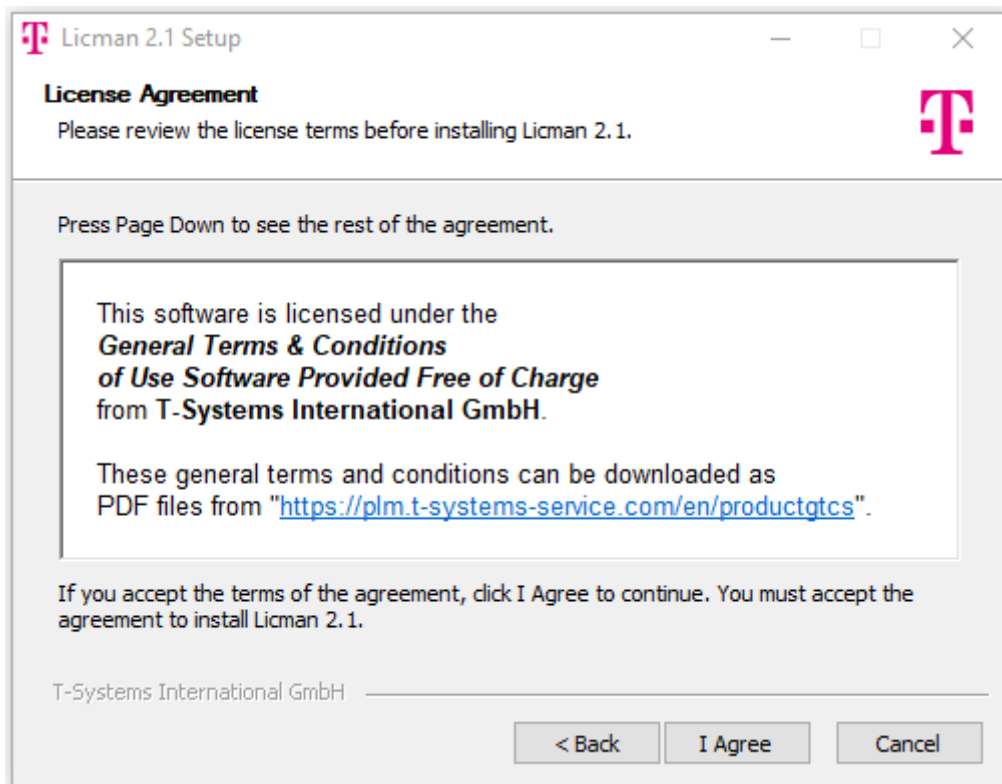 Licman 2.1 Setup
License Agreement
Please review the license terms before installing Licman 2.1.
Press Page Down to see the rest of the agreement.
This software is licensed under the
General Terms & Conditions
of Use Software Provided Free of Charge
from T-Systems International GmbH.
These general terms and conditions can be downloaded as
PDF files from "https://plm.t-systems-service.com/en/productgtcs".
If you accept the terms of the agreement, click I Agree to continue. You must accept the
agreement to install Licman 2.1.
T-Systems International GmbH
< Back
I Agree
Cancel